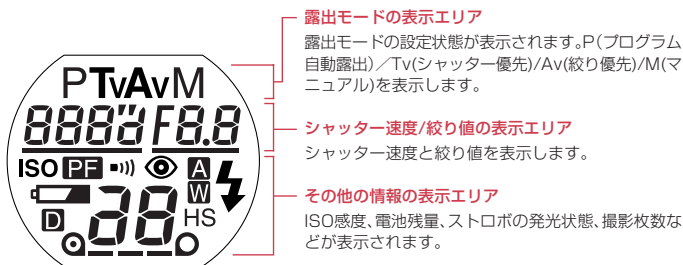 露出モードの表示エリア
露出モードの設定状態が表示されます。P(プログラム
自動露出)／Tv(シャッター優先)/Av(絞り優先)/M(マ
ニュアル)を表示します。
シャッター速度/絞り値の表示エリア
シャッター速度と絞り値を表示します。
その他の情報の表示エリア
ISO感度、電池残量、ストロボの発光状態、撮影枚数な
どが表示されます。
PTvAvM
8888" F8.8
ISO PF A
W
D 38 HS